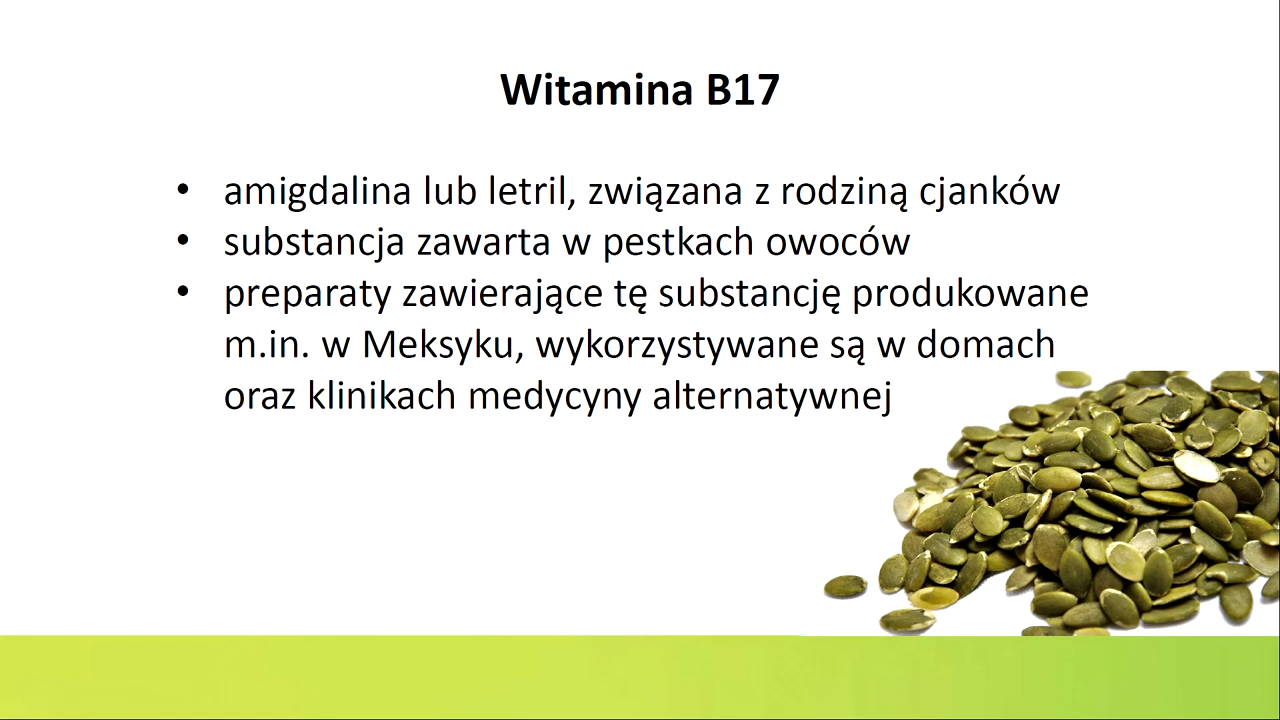 Witamina B17
• amigdalina lub letril, związana z rodziną cjanków
• substancja zawarta w pestkach owoców
• preparaty zawierające tę substancję produkowane
m.in. w Meksyku, wykorzystywane są w domach
oraz klinikach medycyny alternatywnej